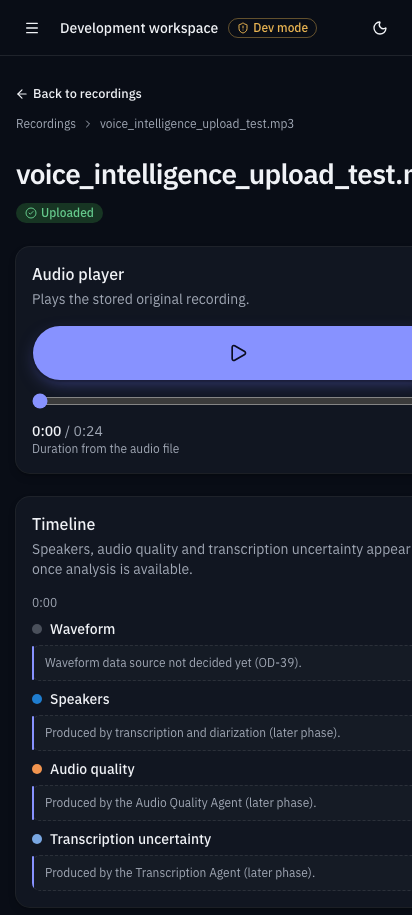 Development workspace
Dev mode
Back to recordings
Recordings > voice_intelligence_upload_test.mp3
voice_intelligence_upload_test.r
Uploaded
Audio player
Plays the stored original recording.
0:00 / 0:24
Duration from the audio file
Timeline
Speakers, audio quality and transcription uncertainty appear
once analysis is available.
0:00
Waveform
Waveform data source not decided yet (OD-39).
Speakers
Produced by transcription and diarization (later phase).
Audio quality
Produced by the Audio Quality Agent (later phase).
Transcription uncertainty
Produced by the Transcription Agent (later phase).